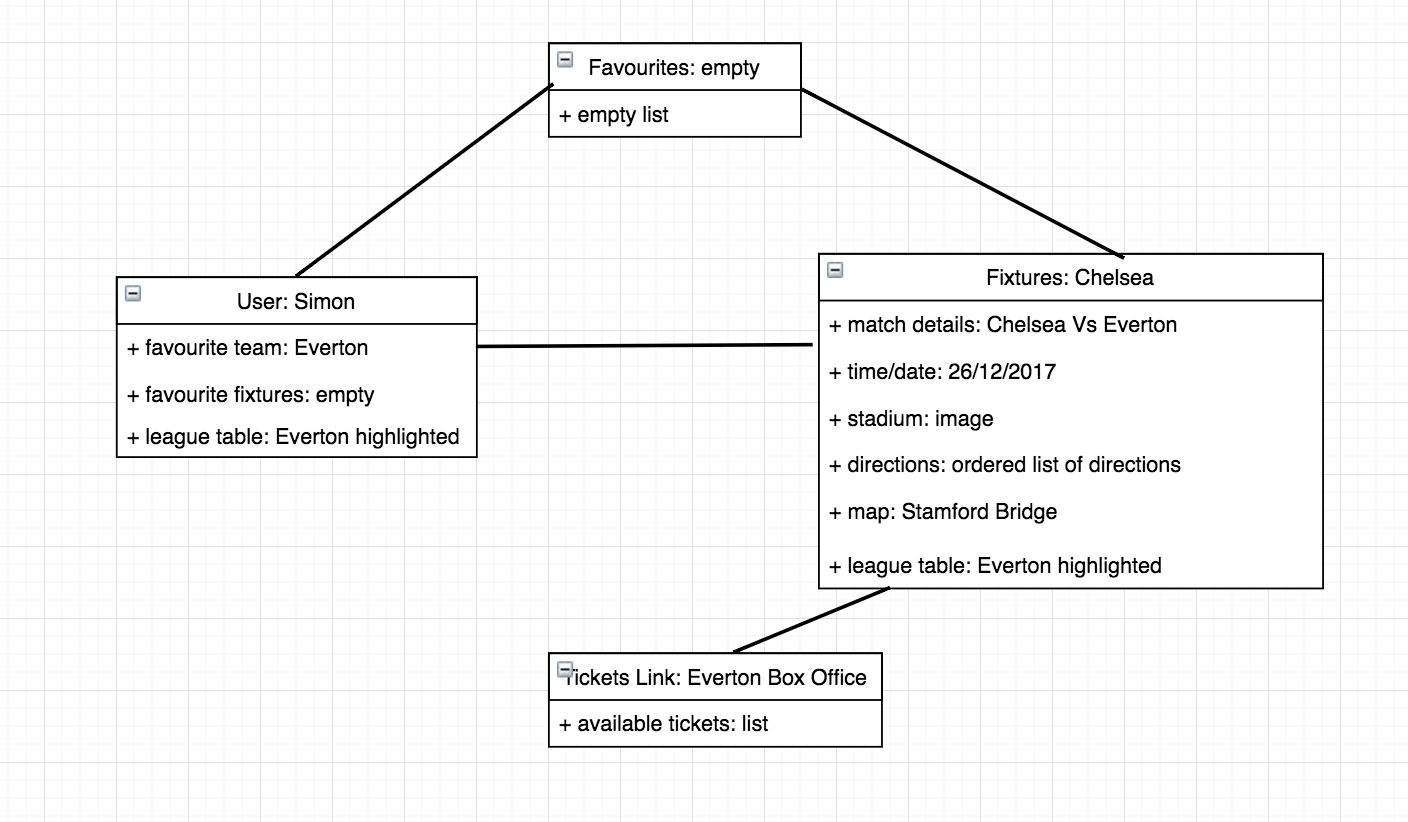 Favourites: empty
+ empty list
User: Simon
+ favourite team: Everton
+ favourite fixtures: empty
+ league table: Everton highlighted
Fixtures: Chelsea
+ match details: Chelsea Vs Everton
+ time/date: 26/12/2017
+ stadium: image
+ directions: ordered list of directions
+ map: Stamford Bridge
+ league table: Everton highlighted
Tickets Link: Everton Box Office
+ available tickets: list